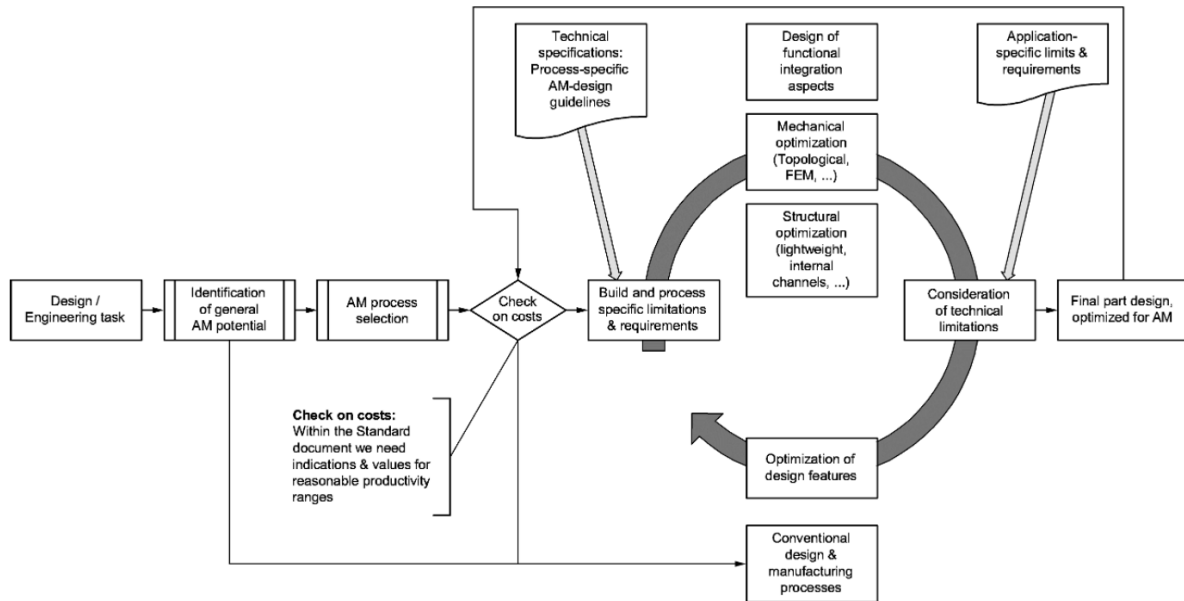 Technical
specifications:
Process-specific
AM-design
guidelines
Design of
functional
integration
aspects
Application-
specific limits &
requirements
Mechanical
optimization
(Topological,
FEM, ...)
Structural
optimization
(lightweight,
internal
channels, ...)
Design /
Engineering task
Identification
of general
AM potential
AM process
selection
Check
on costs
Build and process
specific limitations
& requirements
Consideration
of technical
limitations
Final part design,
optimized for AM
Check on costs:
Within the Standard
document we need
indications & values for
reasonable productivity
ranges
Optimization of
design features
Conventional
design &
manufacturing
processes